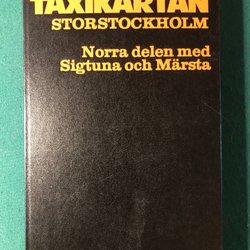 TAXIKARTAN
STORSTOCKHOLM
Norra delen med
Sigtuna och Märsta